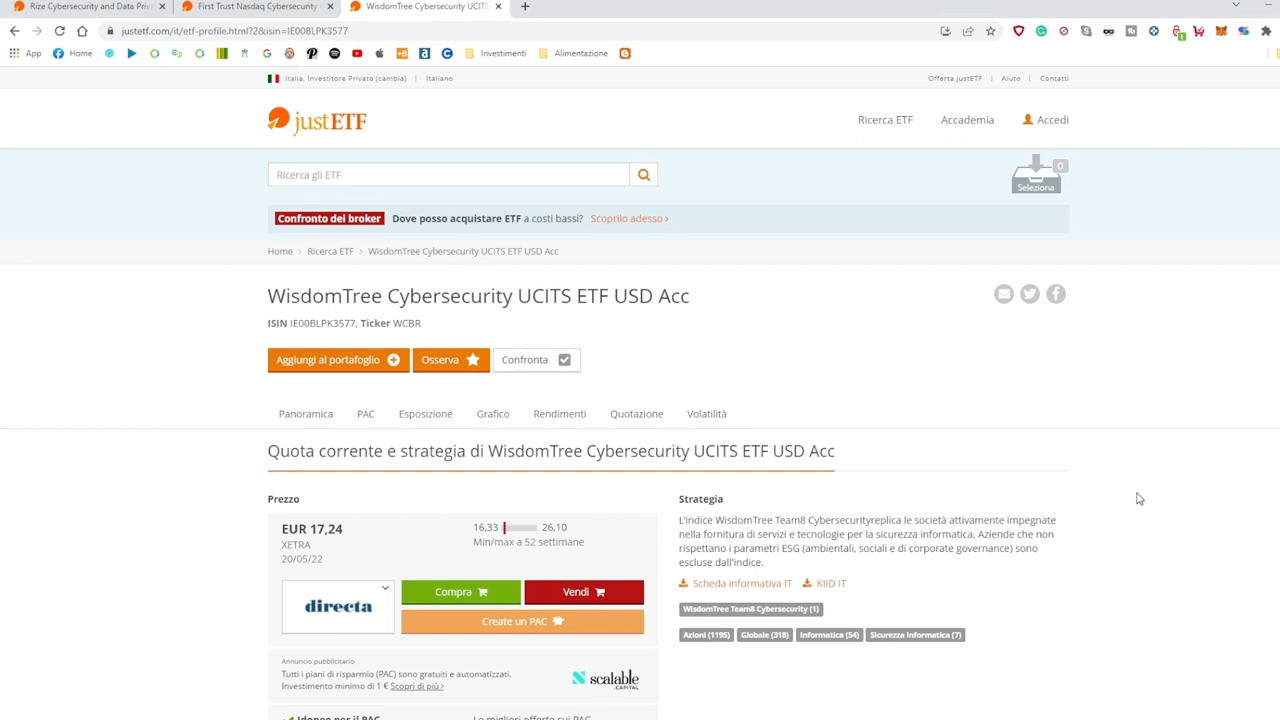 Rize Cybersecurity and Data Priv
First Trust Nasdaq Cybersecurity
WisdomTree Cybersecurity UCITS
justetf.com/it/etf-profile.html?2&isin=IE00BLPK3577
App
Home
Investimenti
Alimentazione
Italia, Investitore Privato (cambia)
Italiano
Offerta justETF
Aiuto
Contatti
justETF
Ricerca ETF
Accademia
Accedi
Ricerca gli ETF
0
Seleziona
Confronto dei broker Dove posso acquistare ETF a costi bassi? Scoprilo adesso ›
Home › Ricerca ETF › WisdomTree Cybersecurity UCITS ETF USD Acc
WisdomTree Cybersecurity UCITS ETF USD Acc
ISIN IE00BLPK3577, Ticker WCBR
Aggiungi al portafoglio
Osserva
Confronta
Panoramica
PAC
Esposizione
Grafico
Rendimenti
Quotazione
Volatilità
Quota corrente e strategia di WisdomTree Cybersecurity UCITS ETF USD Acc
Prezzo
EUR 17,24
XETRA
20/05/22
16,33 26,10
Min/max a 52 settimane
directa
Compra
Vendi
Create un PAC
Annuncio pubblicitario
Tutti i piani di risparmio (PAC) sono gratuiti e automatizzati.
Investimento minimo di 1 € Scopri di più ›
scalable
CAPITAL
Idoneo per il PAC
Le migliori offerte sui PAC
Strategia
L'indice WisdomTree Team8 Cybersecurityreplica le società attivamente impegnate
nella fornitura di servizi e tecnologie per la sicurezza informatica. Aziende che non
rispettano i parametri ESG (ambientali, sociali e di corporate governance) sono
escluse dall'indice.
Scheda informativa IT
KIID IT
WisdomTree Team8 Cybersecurity (1)
Azioni (1195)
Globale (318)
Informatica (54)
Sicurezza Informatica (7)